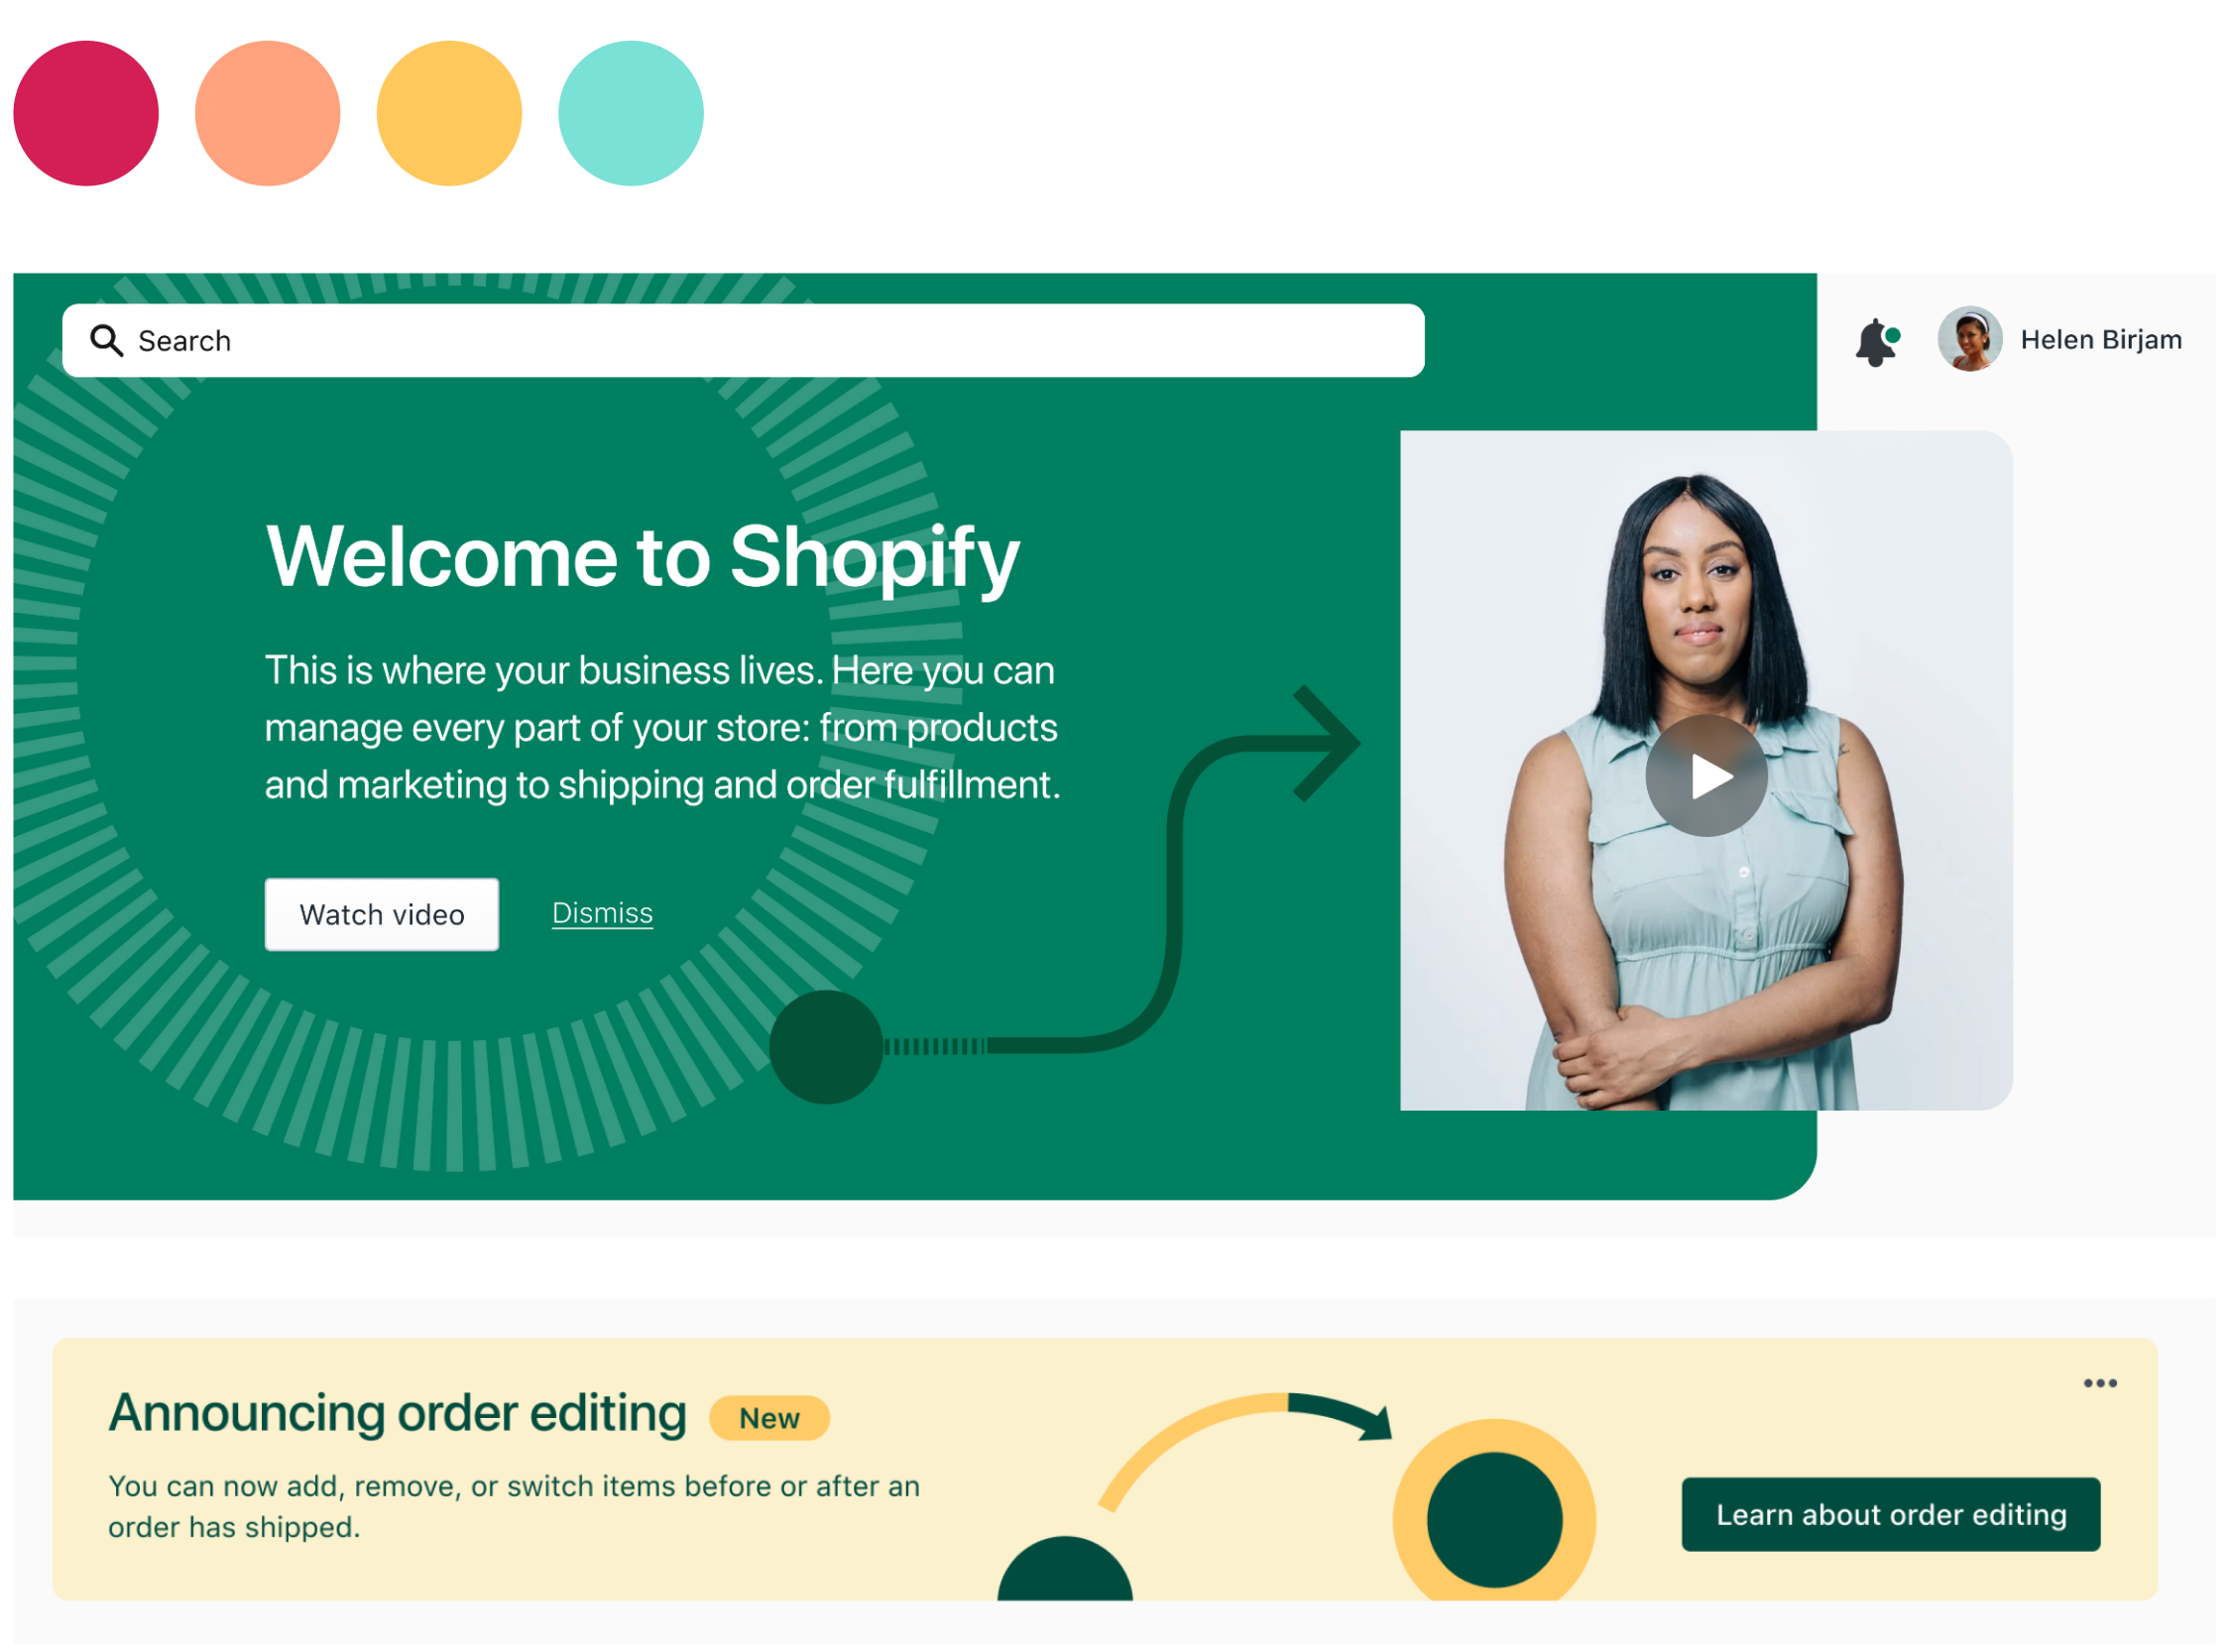 Search
Helen Birjam
Welcome to Shopify
This is where your business lives. Here you can
manage every part of your store: from products
and marketing to shipping and order fulfillment.
Watch video
Dismiss
Announcing order editing
New
You can now add, remove, or switch items before or after an
order has shipped.
Learn about order editing